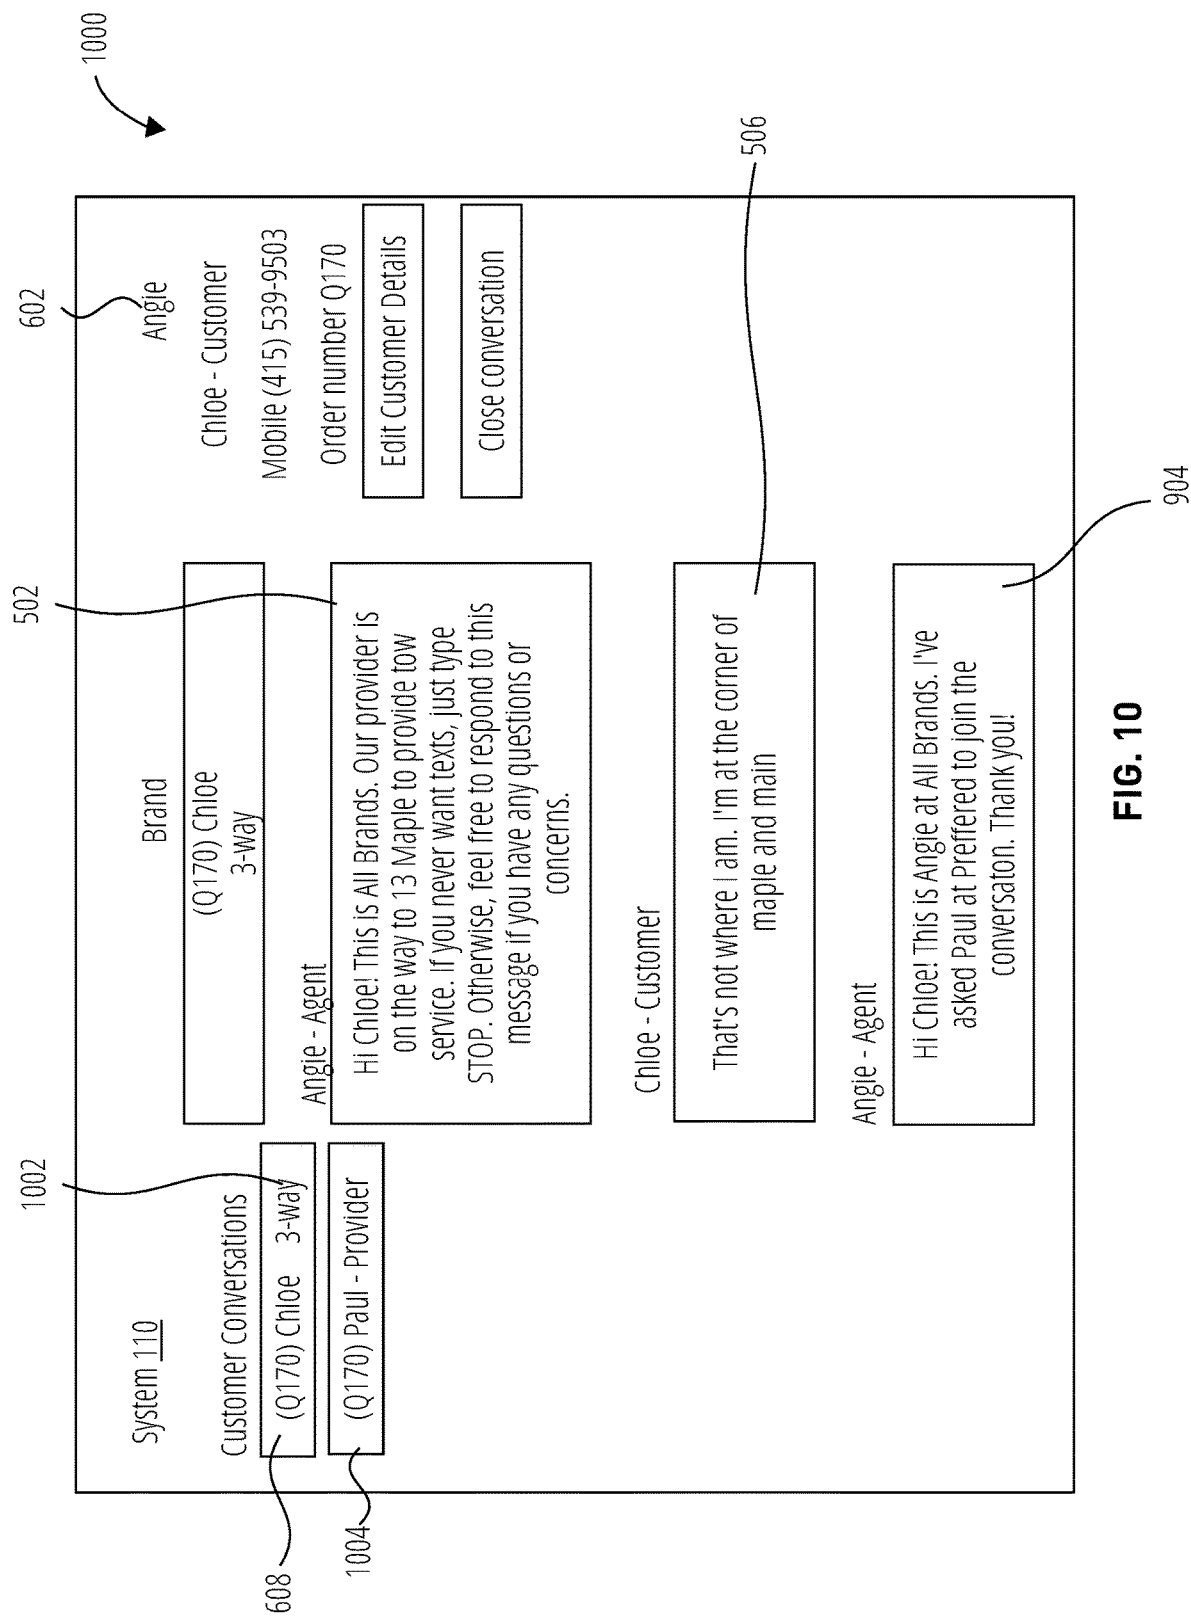 1000
602
502
1002
System 110
Brand
Angie
Customer Conversations
(Q170) Chloe 3-way
(Q170) Paul - Provider
608
1004
(Q170) Chloe
3-way
Angie - Agent
Hi Chloe! This is All Brands. Our provider is
on the way to 13 Maple to provide tow
service. If you never want texts, just type
STOP. Otherwise, feel free to respond to this
message if you have any questions or
concerns.
Chloe - Customer
That's not where I am. I'm at the corner of
maple and main
Angie - Agent
Hi Chloe! This is Angie at All Brands. I've
asked Paul at Preffered to join the
conversaton. Thank you!
Chloe - Customer
Mobile (415) 539-9503
Order number Q170
Edit Customer Details
Close conversation
506
904
FIG. 10